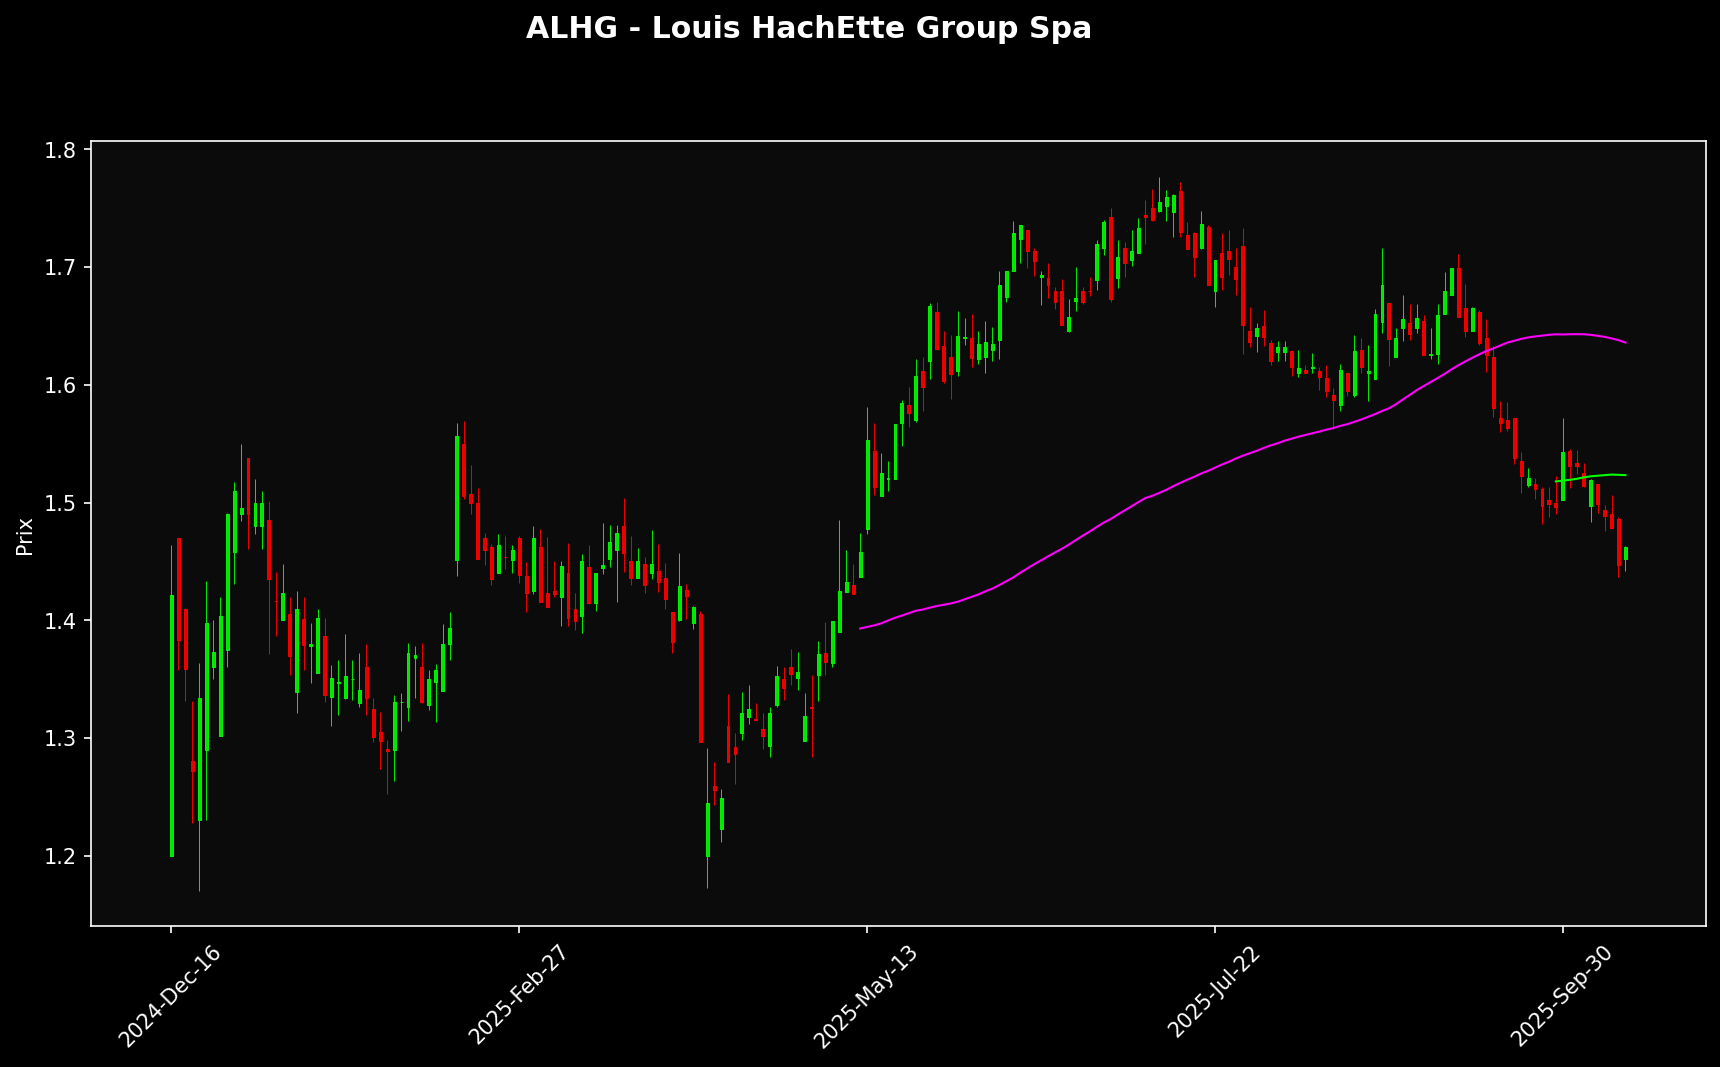 ALHG - Louis HachEtte Group Spa
Prix
1.8
1.7
1.6
1.5
1.4
1.3
1.2
2024-Dec-16
2025-Feb-27
2025-May-13
2025-Jul-22
2025-Sep-30